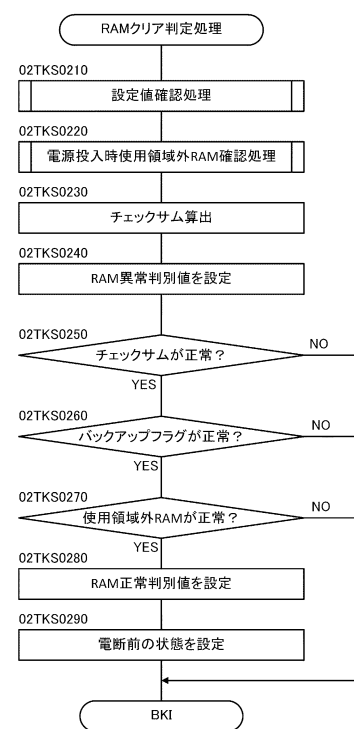 RAMクリア判定処理
02TKS0210
設定値確認処理
02TKS0220
電源投入時使用領域外RAM確認処理
02TKS0230
チェックサム算出
02TKS0240
RAM異常判別値を設定
02TKS0250
チェックサムが正常？
NO
YES
02TKS0260
バックアップフラグが正常？
NO
YES
02TKS0270
使用領域外RAMが正常？
NO
YES
02TKS0280
RAM正常判別値を設定
02TKS0290
電断前の状態を設定
BKI